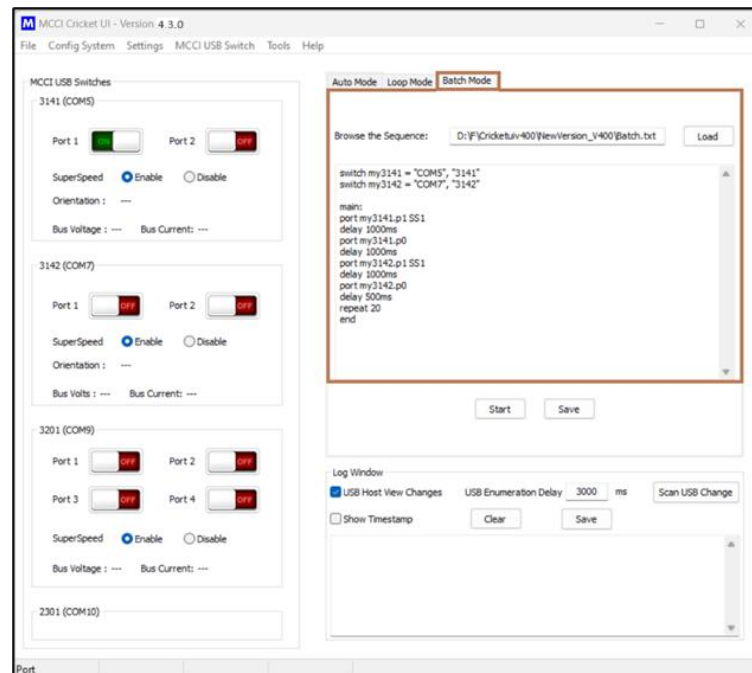 MCCI Cricket UI - Version 4.3.0
File Config System Settings MCCI USB Switch Tools Help
MCCI USB Switches
3141 (COM5)
Port 1 ON Port 2 OFF
SuperSpeed Enable Disable
Orientation : ---
Bus Voltage : --- Bus Current: ---
3142 (COM7)
Port 1 OFF Port 2 OFF
SuperSpeed Enable Disable
Orientation : ---
Bus Volts : --- Bus Current: ---
3201 (COM9)
Port 1 OFF Port 2 OFF
Port 3 OFF Port 4 OFF
SuperSpeed Enable Disable
Bus Voltage : --- Bus Current: ---
2301 (COM10)
Port
Auto Mode Loop Mode Batch Mode
Browse the Sequence: D:\F\Cricketuiv400\NewVersion_V400\Batch.txt Load
switch my3141 = "COM5", "3141"
switch my3142 = "COM7", "3142"
main:
port my3141.p1 SS1
delay 1000ms
port my3141.p0
delay 1000ms
port my3142.p1 SS1
delay 1000ms
port my3142.p0
delay 500ms
repeat 20
end
Start Save
Log Window
USB Host View Changes USB Enumeration Delay 3000 ms Scan USB Change
Show Timestamp Clear Save